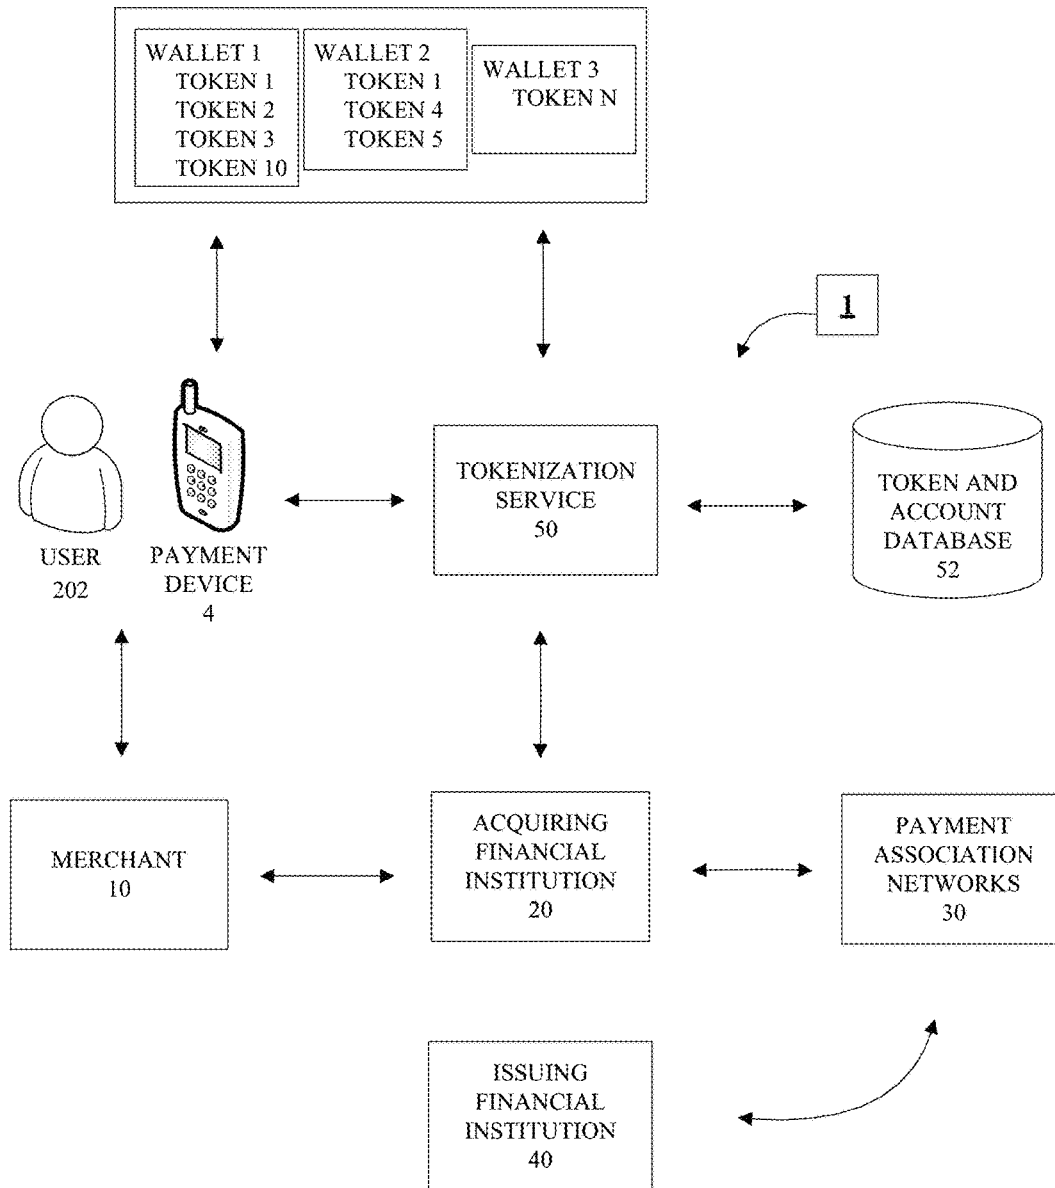 WALLET 1
TOKEN 1
TOKEN 2
TOKEN 3
TOKEN 10
WALLET 2
TOKEN 1
TOKEN 4
TOKEN 5
WALLET 3
TOKEN N
1
USER
202
PAYMENT
DEVICE
4
TOKENIZATION
SERVICE
50
TOKEN AND
ACCOUNT
DATABASE
52
MERCHANT
10
ACQUIRING
FINANCIAL
INSTITUTION
20
PAYMENT
ASSOCIATION
NETWORKS
30
ISSUING
FINANCIAL
INSTITUTION
40